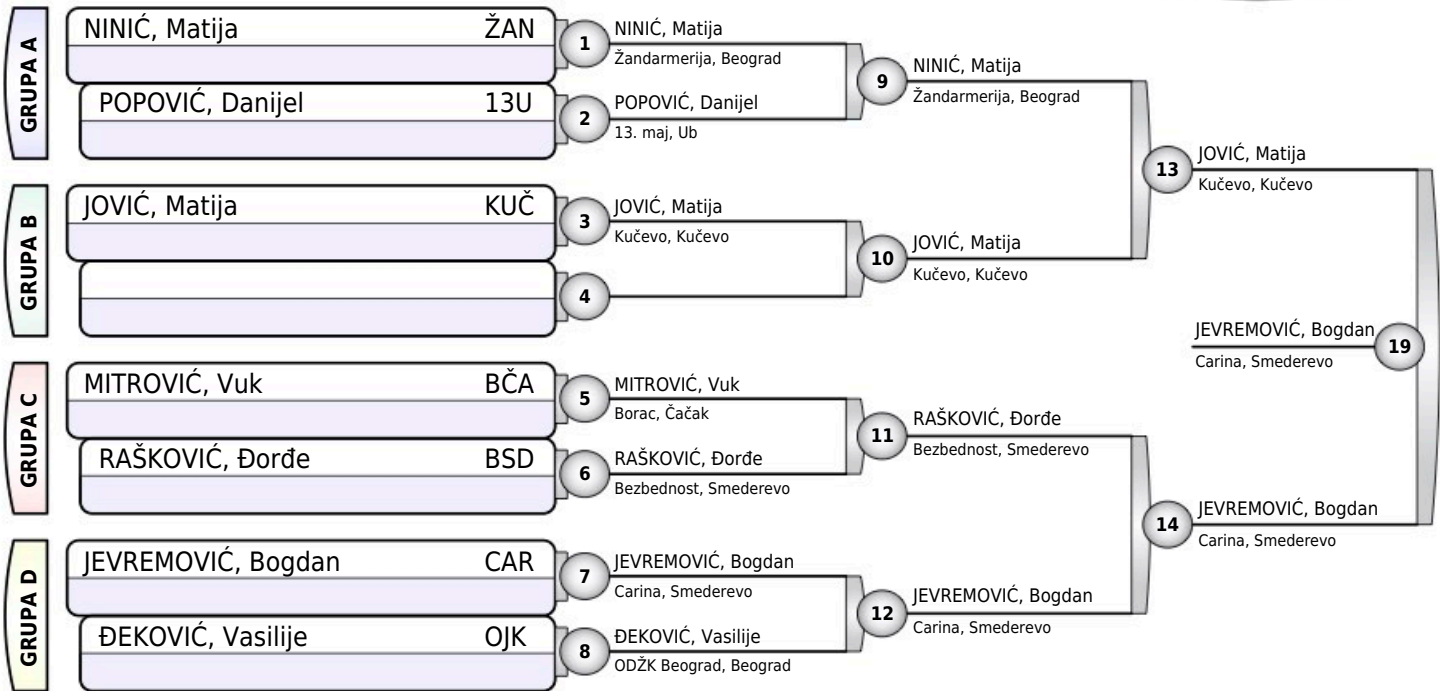 GRUPA A
NINIĆ, Matija ŽAN
POPOVIĆ, Danijel 13U
1 NINIĆ, Matija
Žandarmerija, Beograd
2 POPOVIĆ, Danijel
13. maj, Ub
9 NINIĆ, Matija
Žandarmerija, Beograd
GRUPA B
JOVIĆ, Matija KUČ
3 JOVIĆ, Matija
Kučevo, Kučevo
4
10 JOVIĆ, Matija
Kučevo, Kučevo
13 JOVIĆ, Matija
Kučevo, Kučevo
GRUPA C
MITROVIĆ, Vuk BČA
RAŠKOVIĆ, Đorđe BSD
5 MITROVIĆ, Vuk
Borac, Čačak
6 RAŠKOVIĆ, Đorđe
Bezbednost, Smederevo
11 RAŠKOVIĆ, Đorđe
Bezbednost, Smederevo
GRUPA D
JEVREMOVIĆ, Bogdan CAR
ĐEKOVIĆ, Vasilije OJK
7 JEVREMOVIĆ, Bogdan
Carina, Smederevo
8 ĐEKOVIĆ, Vasilije
ODŽK Beograd, Beograd
12 JEVREMOVIĆ, Bogdan
Carina, Smederevo
14 JEVREMOVIĆ, Bogdan
Carina, Smederevo
JEVREMOVIĆ, Bogdan 19
Carina, Smederevo